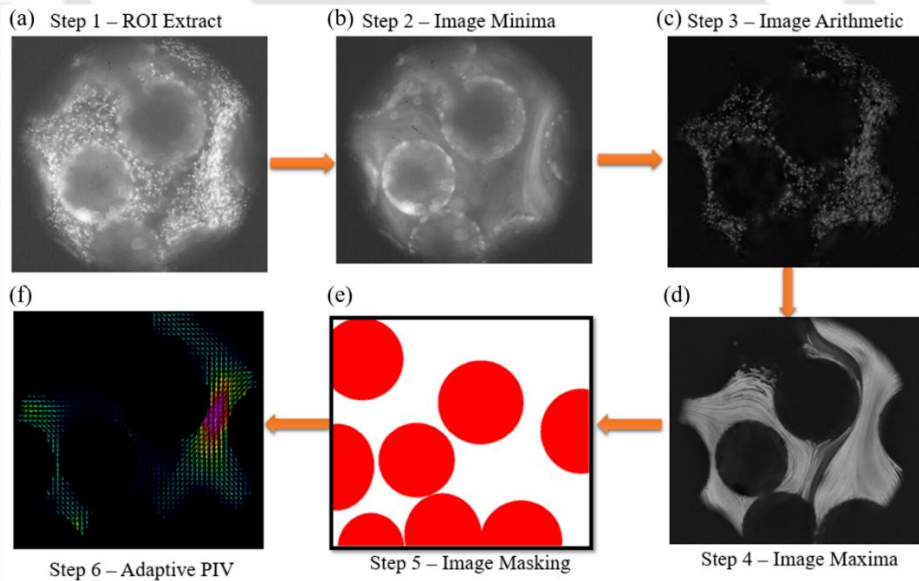 (a) Step 1 – ROI Extract
(b) Step 2 – Image Minima
(c) Step 3 – Image Arithmetic
(f)
(e)
(d)
Step 6 – Adaptive PIV
Step 5 – Image Masking
Step 4 – Image Maxima